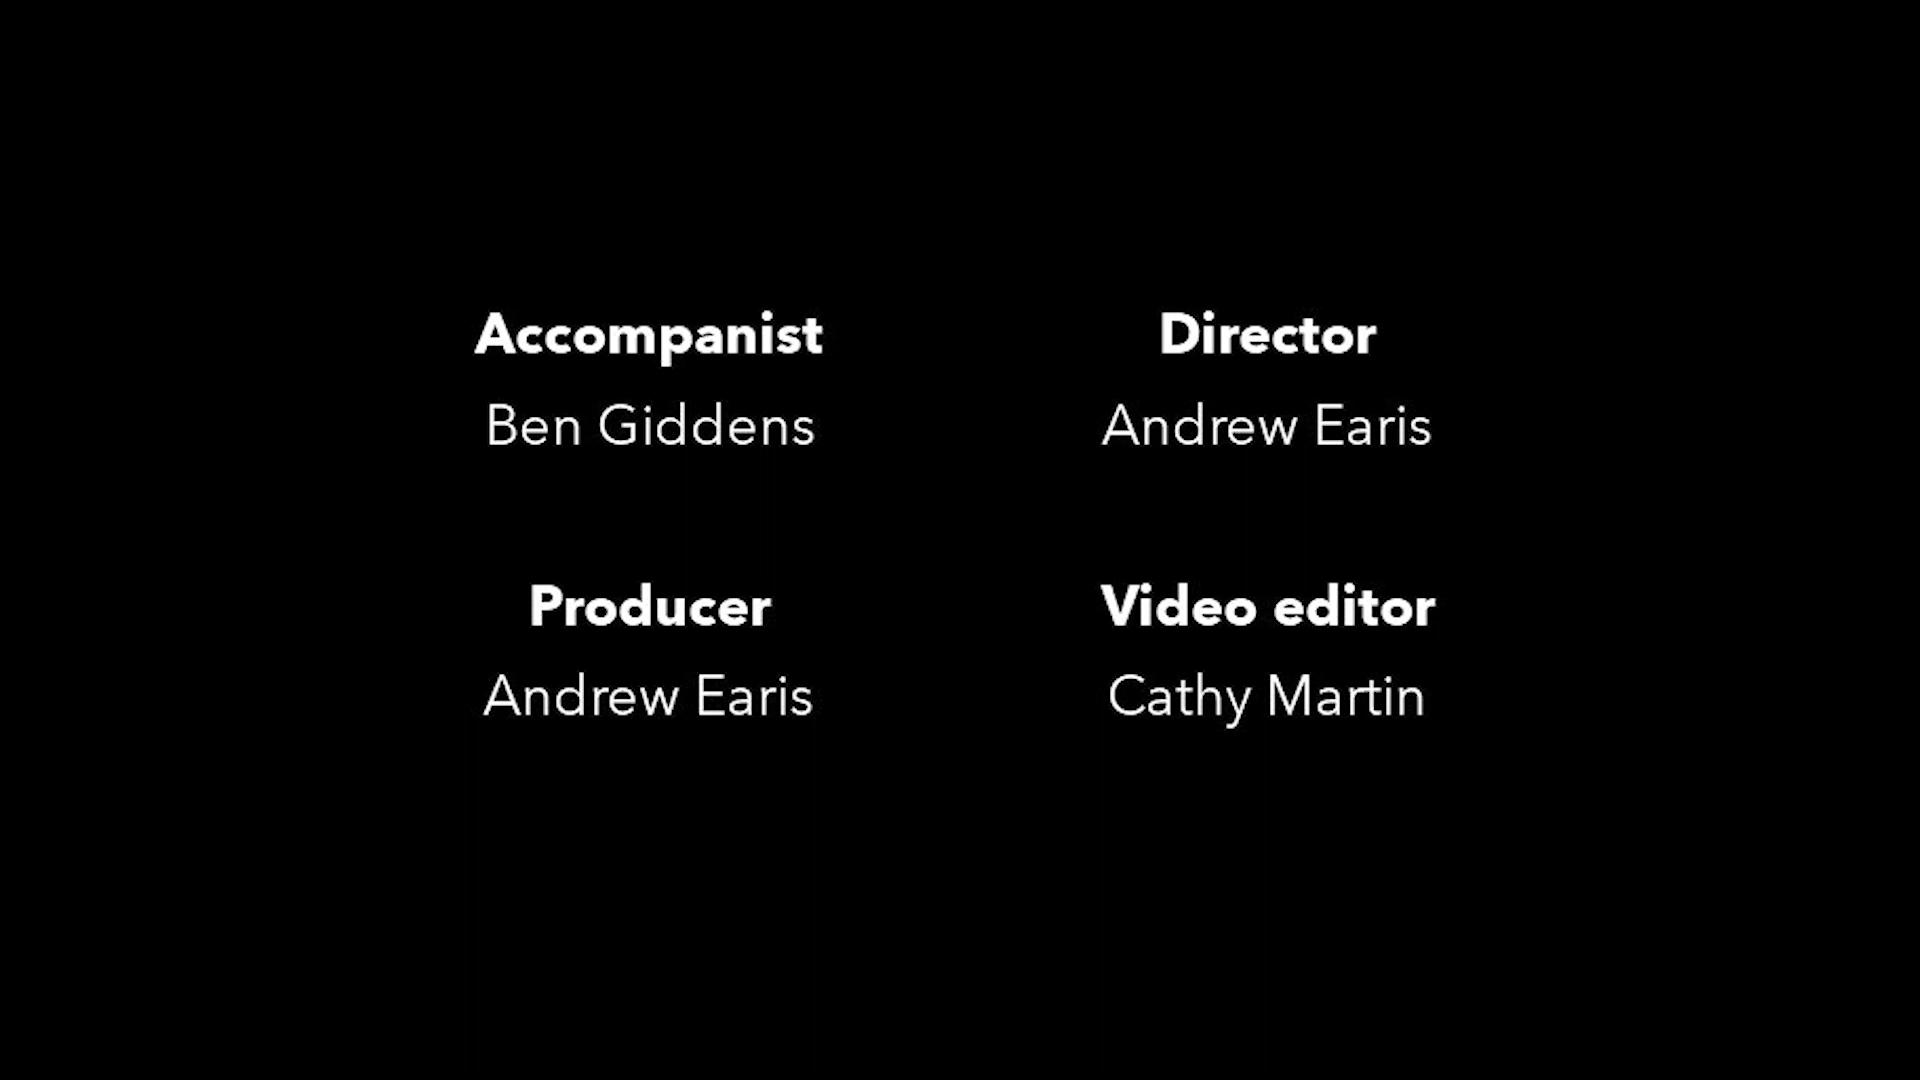 Accompanist
Ben Giddens
Director
Andrew Earis
Producer
Andrew Earis
Video editor
Cathy Martin